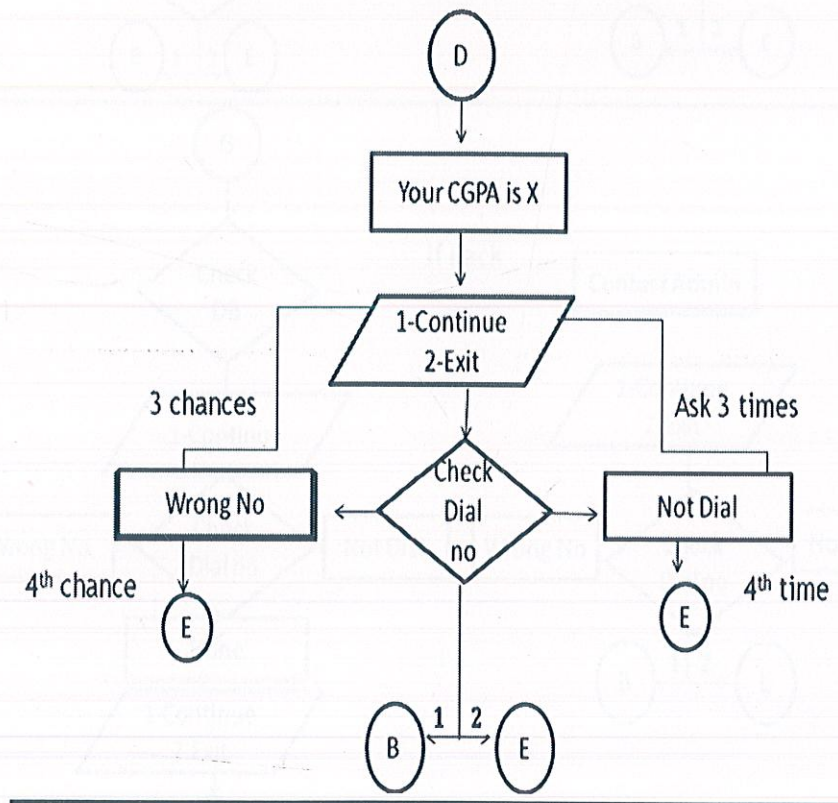 D
Your CGPA is X
1-Continue
2-Exit
3 chances
Ask 3 times
Check
Dial
no
Wrong No
Not Dial
4th chance
4th time
E
E
1 2
B
E